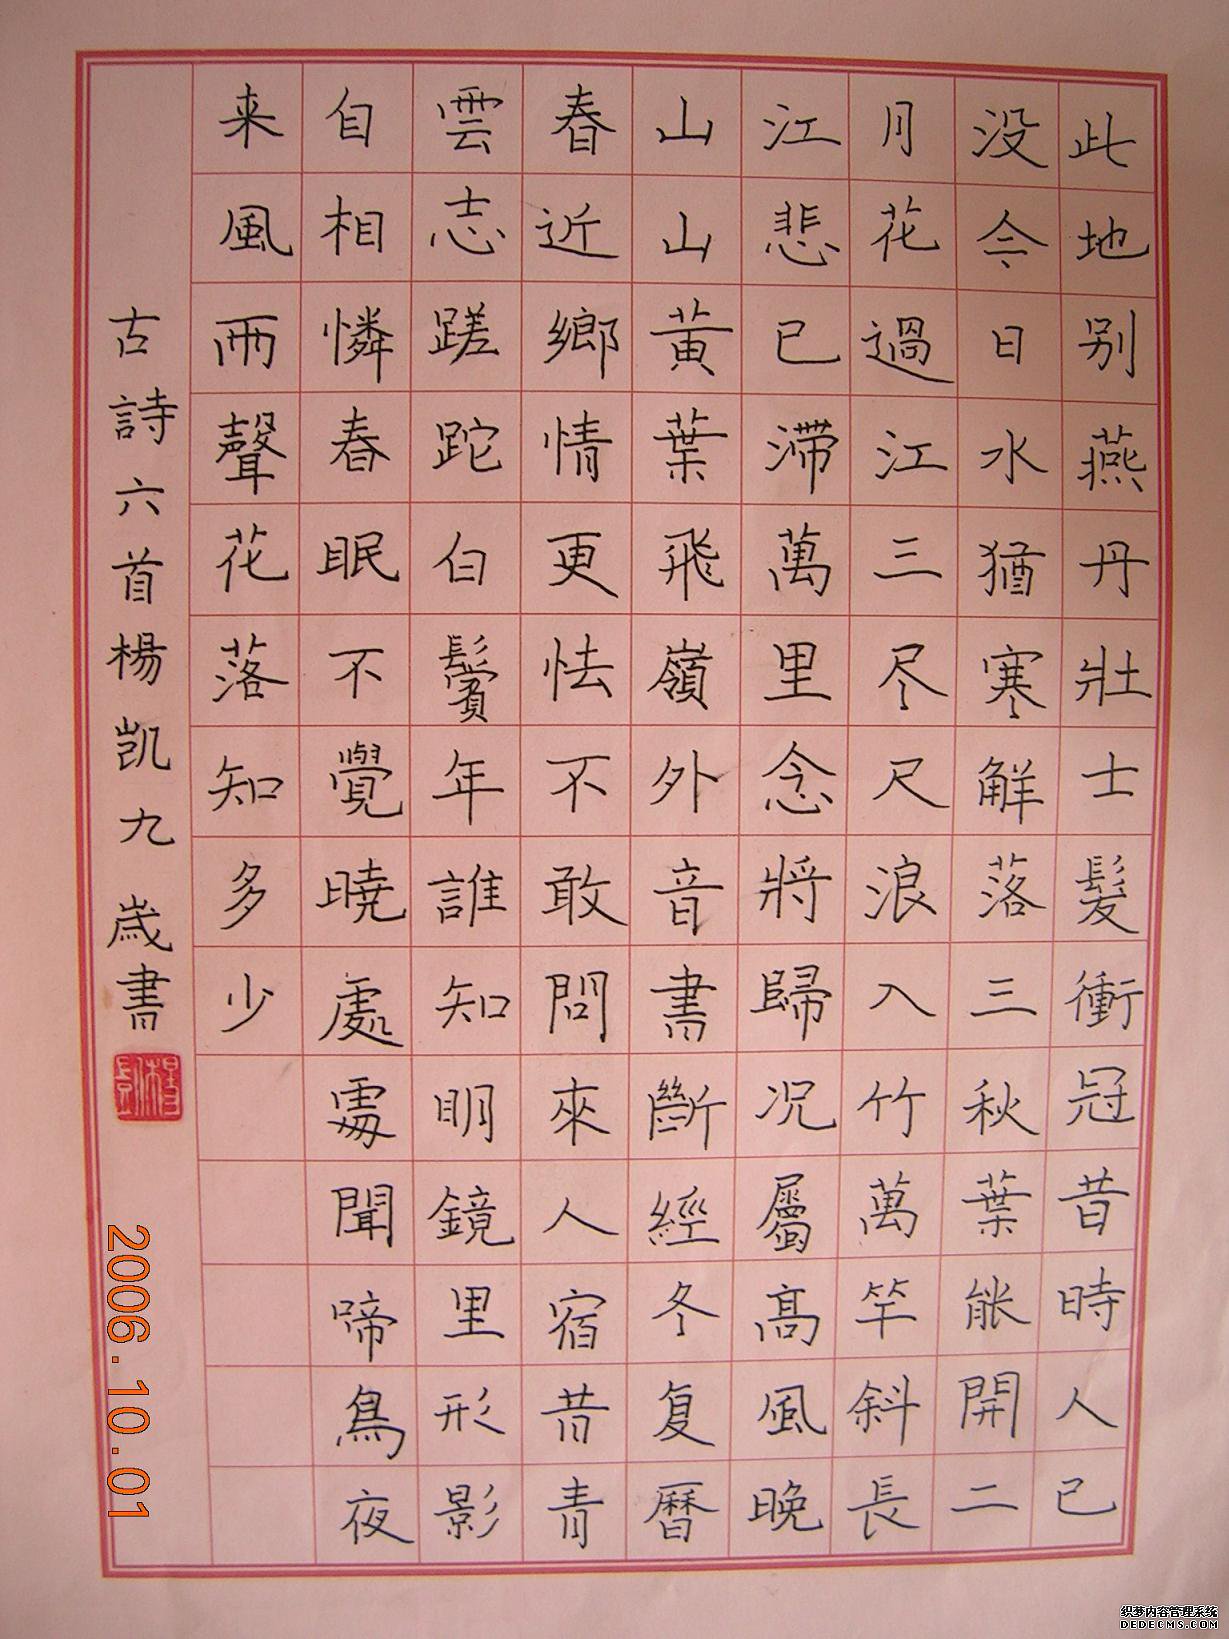 此地别燕丹壯士髮衝冠昔時人已
没今日水猶寒解落三秋葉能開二
月花過江三尽尺浪入竹萬竿斜長
江悲已滯萬里念將歸况屬高風晚
山山黄葉飛嶺外音書斷經冬复曆
春近鄉情更怯不敢問來人宿昔青
雲志蹉跎白鬢年誰知明鏡里形影
自相憐春眠不覺曉處處聞啼鳥夜
来風雨聲花落知多少
古詩六首楊凯九歲書
2006.10.01
织梦内容管理系统
DEDECMS.COM